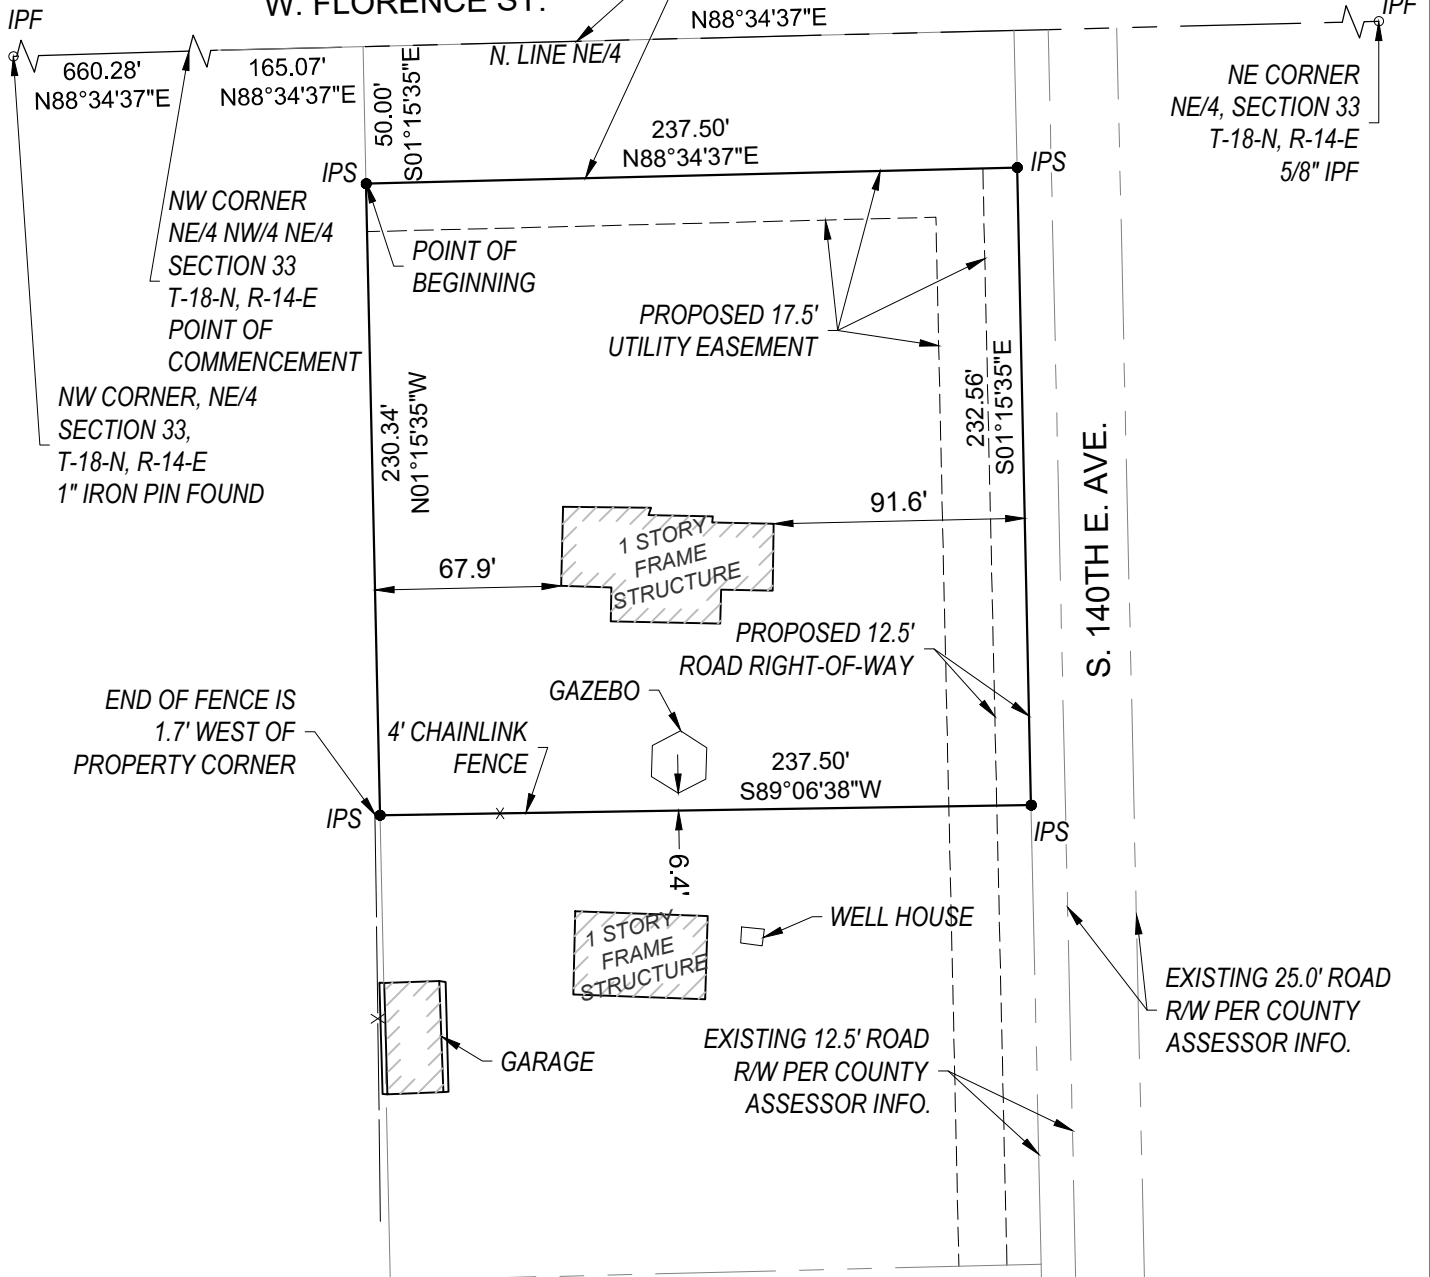 W. FLORENCE ST.
IPF
N88°34'37"E
IPF
N. LINE NE/4
660.28'
N88°34'37"E
165.07'
N88°34'37"E
50.00'
S01°15'35"E
237.50'
N88°34'37"E
NE CORNER
NE/4, SECTION 33
T-18-N, R-14-E
5/8" IPF
IPS
IPS
NW CORNER
NE/4 NW/4 NE/4
SECTION 33
T-18-N, R-14-E
POINT OF
COMMENCEMENT
POINT OF
BEGINNING
PROPOSED 17.5'
UTILITY EASEMENT
NW CORNER, NE/4
SECTION 33,
T-18-N, R-14-E
1" IRON PIN FOUND
230.34'
N01°15'35"W
232.56'
S01°15'35"E
S. 140TH E. AVE.
91.6'
67.9'
1 STORY
FRAME
STRUCTURE
PROPOSED 12.5'
ROAD RIGHT-OF-WAY
END OF FENCE IS
1.7' WEST OF
PROPERTY CORNER
4' CHAINLINK
FENCE
GAZEBO
237.50'
S89°06'38"W
IPS
IPS
6.4'
1 STORY
FRAME
STRUCTURE
WELL HOUSE
GARAGE
EXISTING 25.0' ROAD
R/W PER COUNTY
ASSESSOR INFO.
EXISTING 12.5' ROAD
R/W PER COUNTY
ASSESSOR INFO.